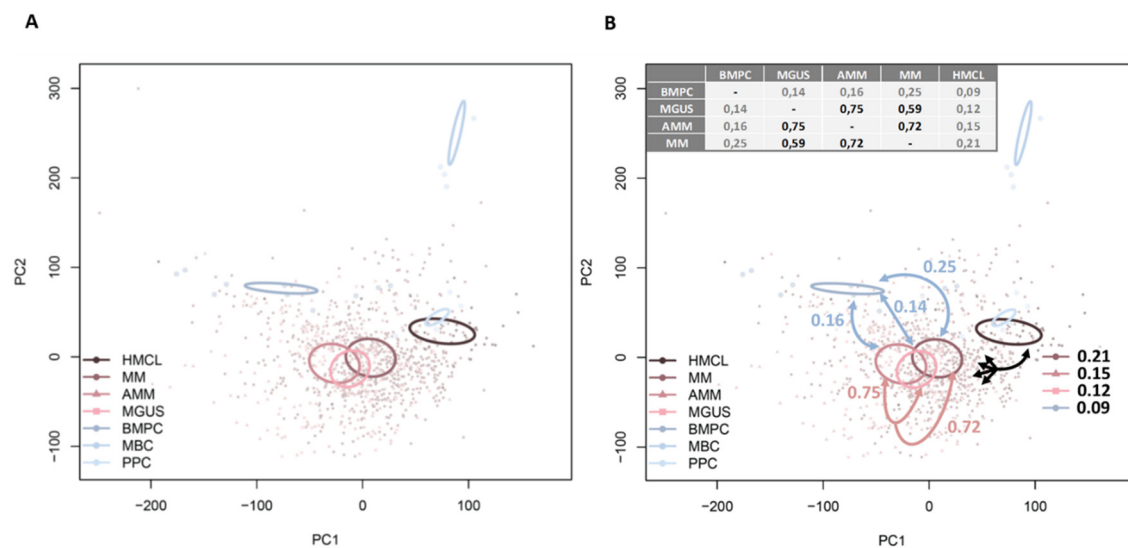 A
PC2
300
200
100
0
−100
HMCL
MM
AMM
MGUS
BMPC
MBC
PPC
−200 −100 0 100
PC1
B
BMPC MGUS AMM MM HMCL
BMPC - 0,14 0,16 0,25 0,09
MGUS 0,14 - 0,75 0,59 0,12
AMM 0,16 0,75 - 0,72 0,15
MM 0,25 0,59 0,72 - 0,21
PC2
300
200
100
0
−100
0.25
0.14
0.16
0.75
0.72
0.21
0.15
0.12
0.09
HMCL
MM
AMM
MGUS
BMPC
MBC
PPC
−200 −100 0 100
PC1